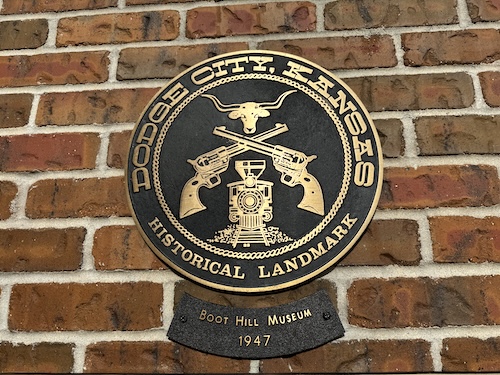 DODGE CITY, KANSAS
HISTORICAL LANDMARK
BOOT HILL MUSEUM
1947